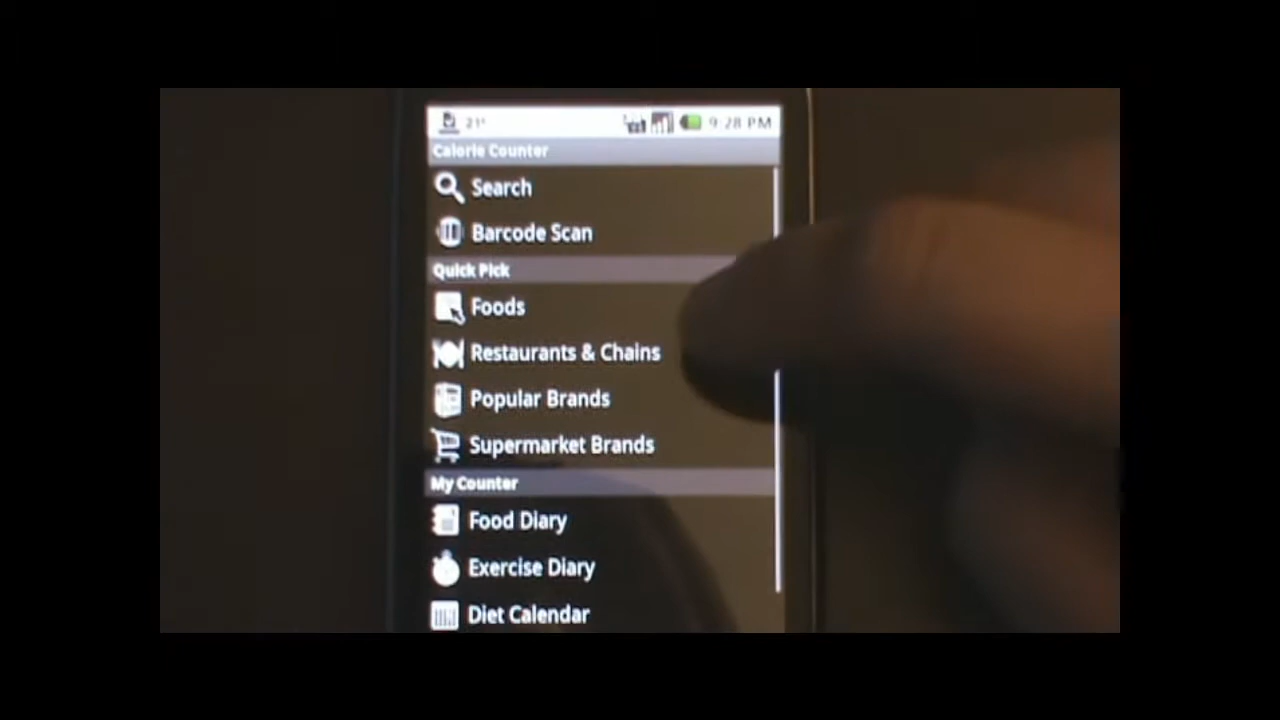 21°
9:28 PM
Calorie Counter
Search
Barcode Scan
Quick Pick
Foods
Restaurants & Chains
Popular Brands
Supermarket Brands
My Counter
Food Diary
Exercise Diary
Diet Calendar